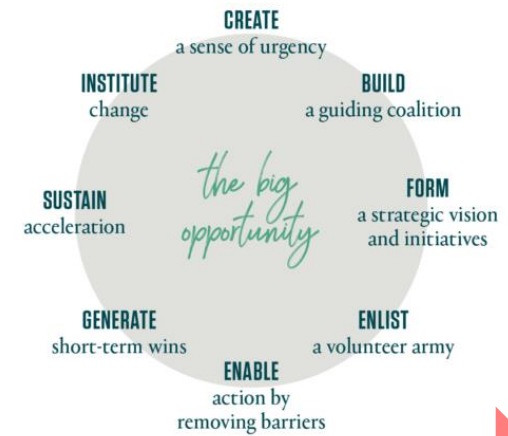 CREATE
a sense of urgency
BUILD
a guiding coalition
FORM
a strategic vision
and initiatives
ENLIST
a volunteer army
ENABLE
action by
removing barriers
GENERATE
short-term wins
SUSTAIN
acceleration
INSTITUTE
change
the big
opportunity